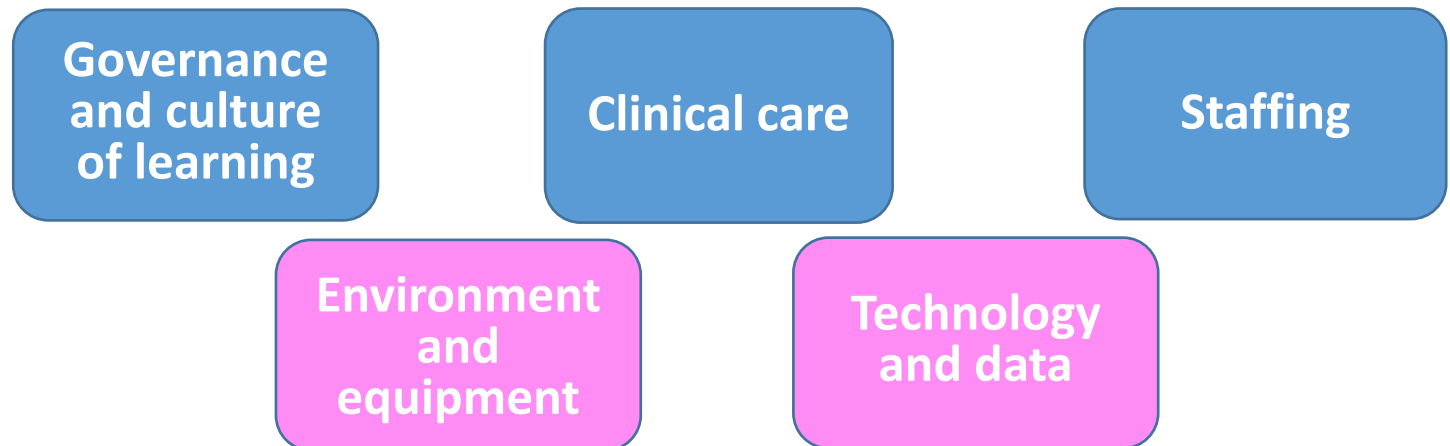 Governance
and culture
of learning
Clinical care
Staffing
Environment
and
equipment
Technology
and data